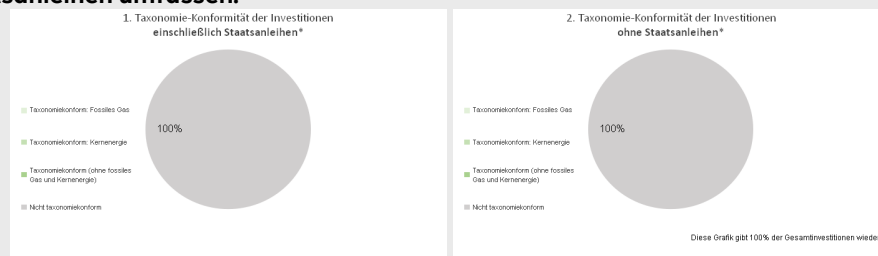 umfassen.
1. Taxonomie-Konformität der Investitionen
einschließlich Staatsanleihen*
Taxonomiekonform: Fossiles Gas
Taxonomiekonform: Kernenergie
Taxonomiekonform (ohne fossiles
Gas und Kernenergie)
Nicht taxonomiekonform
100%
2. Taxonomie-Konformität der Investitionen
ohne Staatsanleihen*
Taxonomiekonform: Fossiles Gas
Taxonomiekonform: Kernenergie
Taxonomiekonform (ohne fossiles
Gas und Kernenergie)
Nicht taxonomiekonform
100%
Diese Grafik gibt 100% der Gesamtinvestitionen